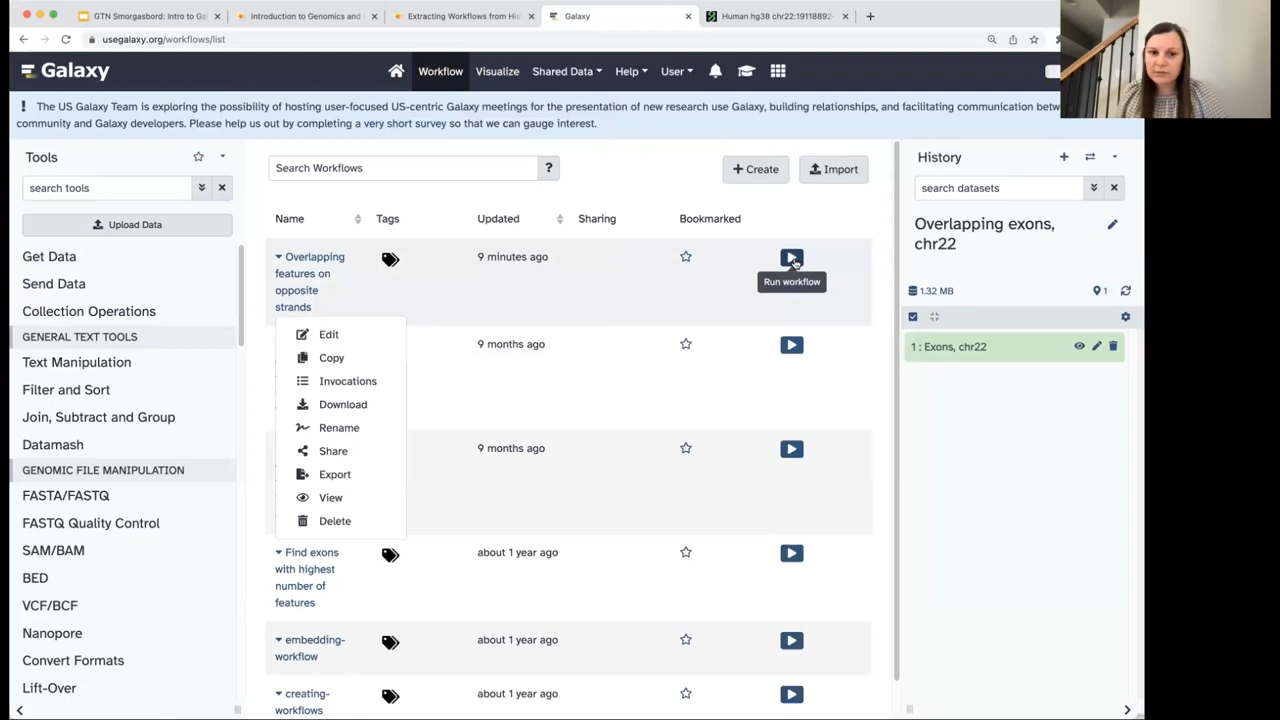 GTN Smorgasbord: Intro to Ga
Introduction to Genomics and
Extracting Workflows from His
Galaxy
Human hg38 chr22:19118892-
usegalaxy.org/workflows/list
Galaxy
Workflow
Visualize
Shared Data
Help
User
The US Galaxy Team is exploring the possibility of hosting user-focused US-centric Galaxy meetings for the presentation of new research use Galaxy, building relationships, and facilitating communication betw
community and Galaxy developers. Please help us out by completing a very short survey so that we can gauge interest.
Tools
search tools
Upload Data
Get Data
Send Data
Collection Operations
GENERAL TEXT TOOLS
Text Manipulation
Filter and Sort
Join, Subtract and Group
Datamash
GENOMIC FILE MANIPULATION
FASTA/FASTQ
FASTQ Quality Control
SAM/BAM
BED
VCF/BCF
Nanopore
Convert Formats
Lift-Over
Search Workflows
?
+ Create
Import
Name
Tags
Updated
Sharing
Bookmarked
Overlapping
features on
opposite
strands
9 minutes ago
Run workflow
Edit
Copy
Invocations
Download
Rename
Share
Export
View
Delete
9 months ago
9 months ago
Find exons
with highest
number of
features
about 1 year ago
embedding-
workflow
about 1 year ago
creating-
workflows
about 1 year ago
History
search datasets
Overlapping exons,
chr22
1.32 MB
1
1 : Exons, chr22